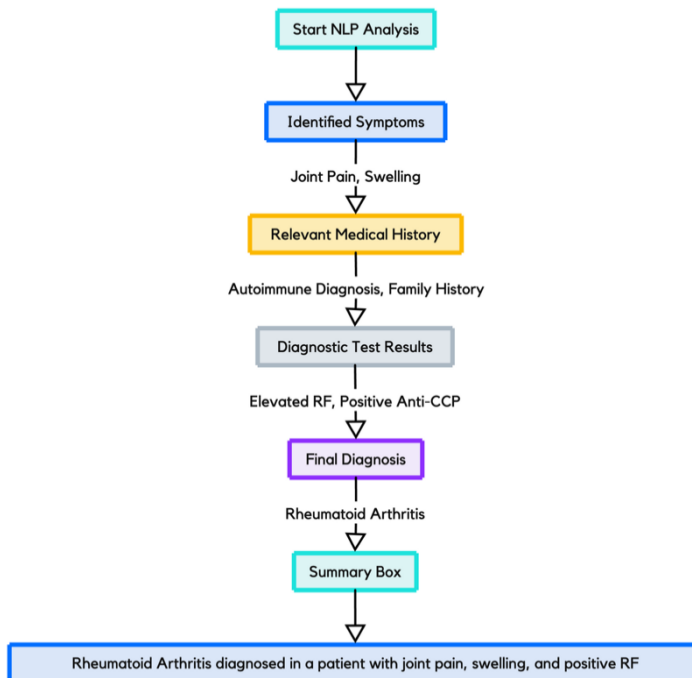 Start NLP Analysis
Identified Symptoms
Joint Pain, Swelling
Relevant Medical History
Autoimmune Diagnosis, Family History
Diagnostic Test Results
Elevated RF, Positive Anti-CCP
Final Diagnosis
Rheumatoid Arthritis
Summary Box
Rheumatoid Arthritis diagnosed in a patient with joint pain, swelling, and positive RF